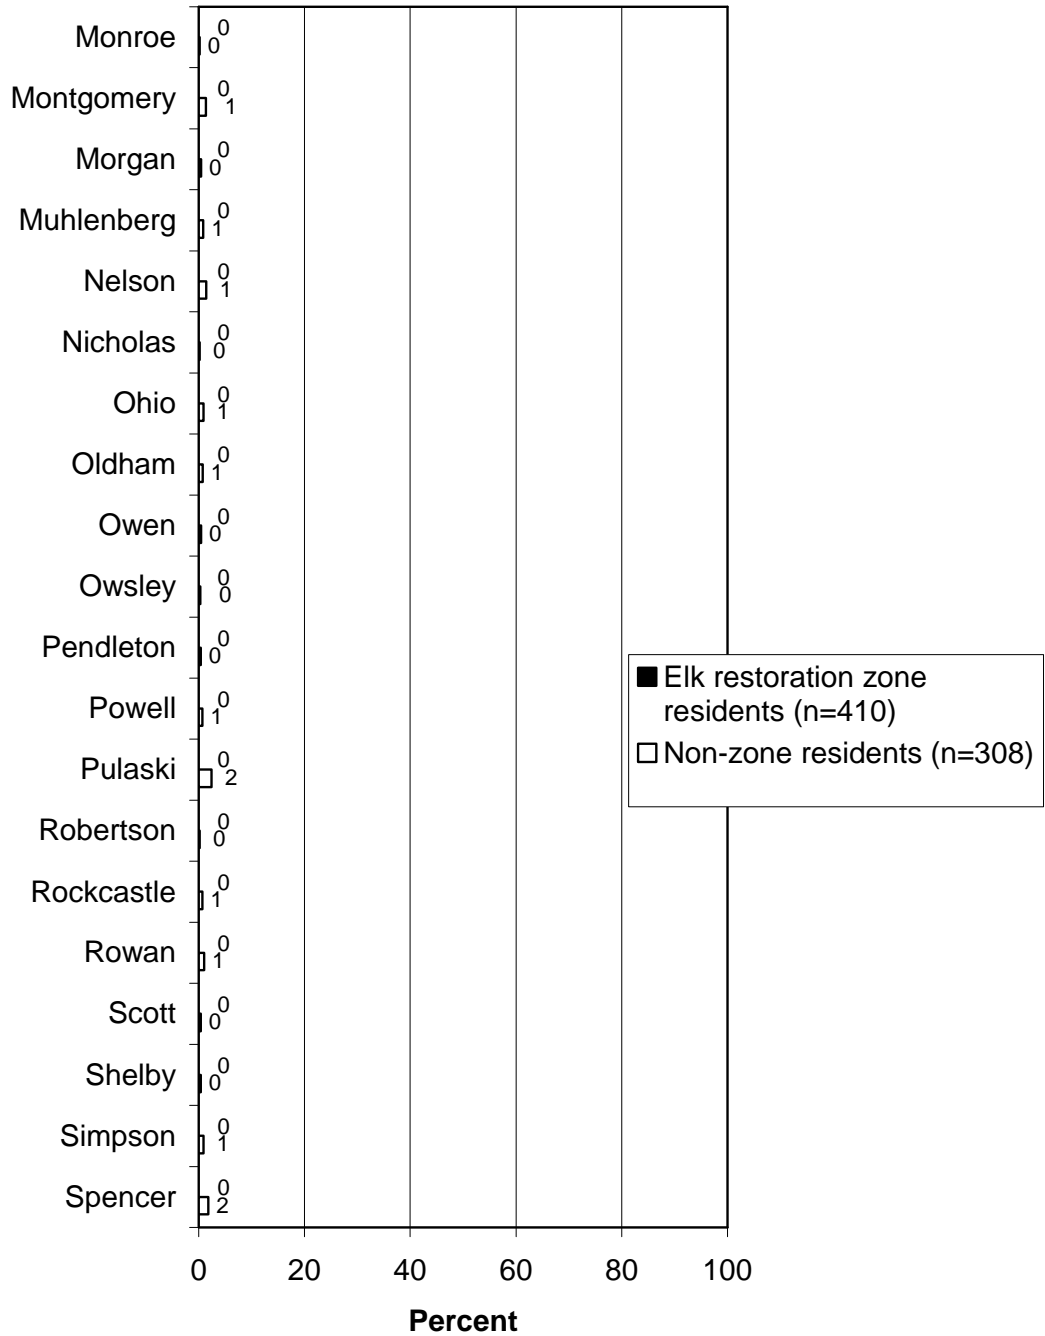 Monroe 0 0
Montgomery 0 1
Morgan 0 0
Muhlenberg 0 1
Nelson 0 1
Nicholas 0 0
Ohio 0 1
Oldham 0 1
Owen 0 0
Owsley 0 0
Pendleton 0 0
Powell 0 1
Pulaski 0 2
Robertson 0 0
Rockcastle 0 1
Rowan 0 1
Scott 0 0
Shelby 0 0
Simpson 0 1
Spencer 0 2
0 20 40 60 80 100
Percent
Elk restoration zone
residents (n=410)
Non-zone residents (n=308)